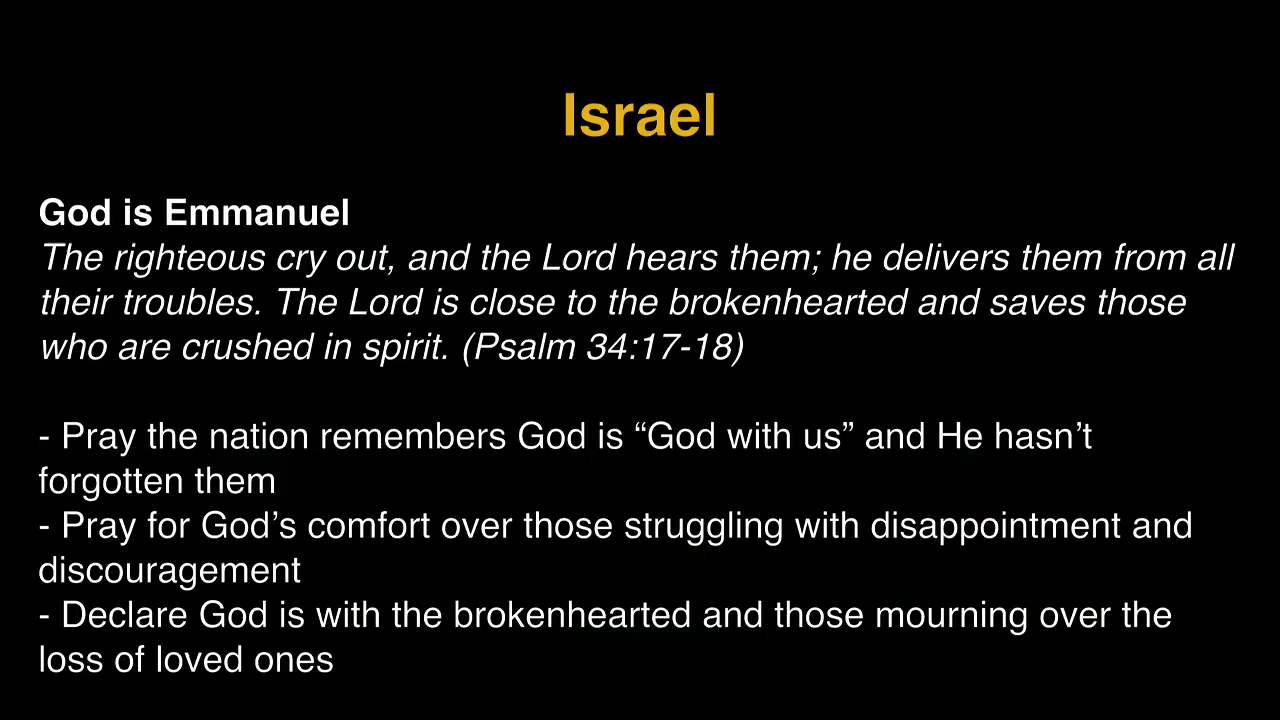 Israel
God is Emmanuel
The righteous cry out, and the Lord hears them; he delivers them from all
their troubles. The Lord is close to the brokenhearted and saves those
who are crushed in spirit. (Psalm 34:17-18)
- Pray the nation remembers God is “God with us” and He hasn’t
forgotten them
- Pray for God’s comfort over those struggling with disappointment and
discouragement
- Declare God is with the brokenhearted and those mourning over the
loss of loved ones